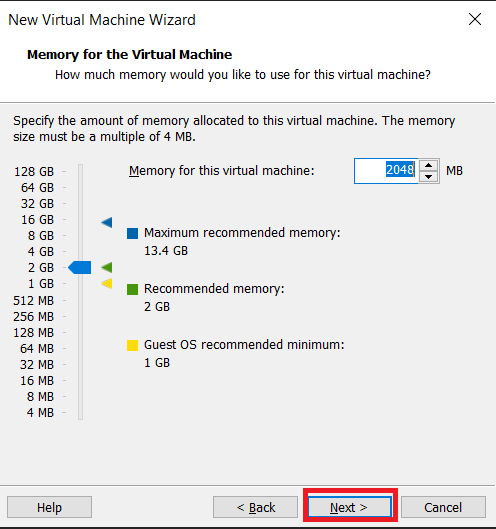 New Virtual Machine Wizard
Memory for the Virtual Machine
How much memory would you like to use for this virtual machine?
Specify the amount of memory allocated to this virtual machine. The memory
size must be a multiple of 4 MB.
128 GB
64 GB
32 GB
16 GB
8 GB
4 GB
2 GB
1 GB
512 MB
256 MB
128 MB
64 MB
32 MB
16 MB
8 MB
4 MB
Memory for this virtual machine: 2048 MB
Maximum recommended memory:
13.4 GB
Recommended memory:
2 GB
Guest OS recommended minimum:
1 GB
Help
< Back
Next >
Cancel